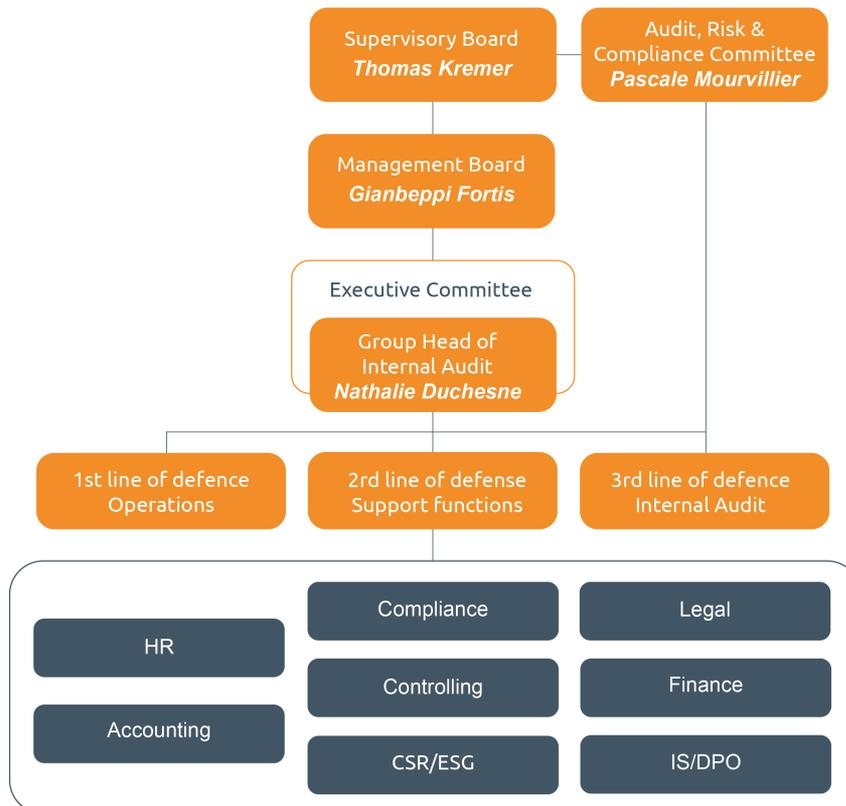 Supervisory Board
Thomas Kremer
Audit, Risk &
Compliance Committee
Pascale Mourvillier
Management Board
Gianbeppi Fortis
Executive Committee
Group Head of
Internal Audit
Nathalie Duchesne
1st line of defence
Operations
2rd line of defense
Support functions
3rd line of defence
Internal Audit
HR
Accounting
Compliance
Controlling
CSR/ESG
Legal
Finance
IS/DPO